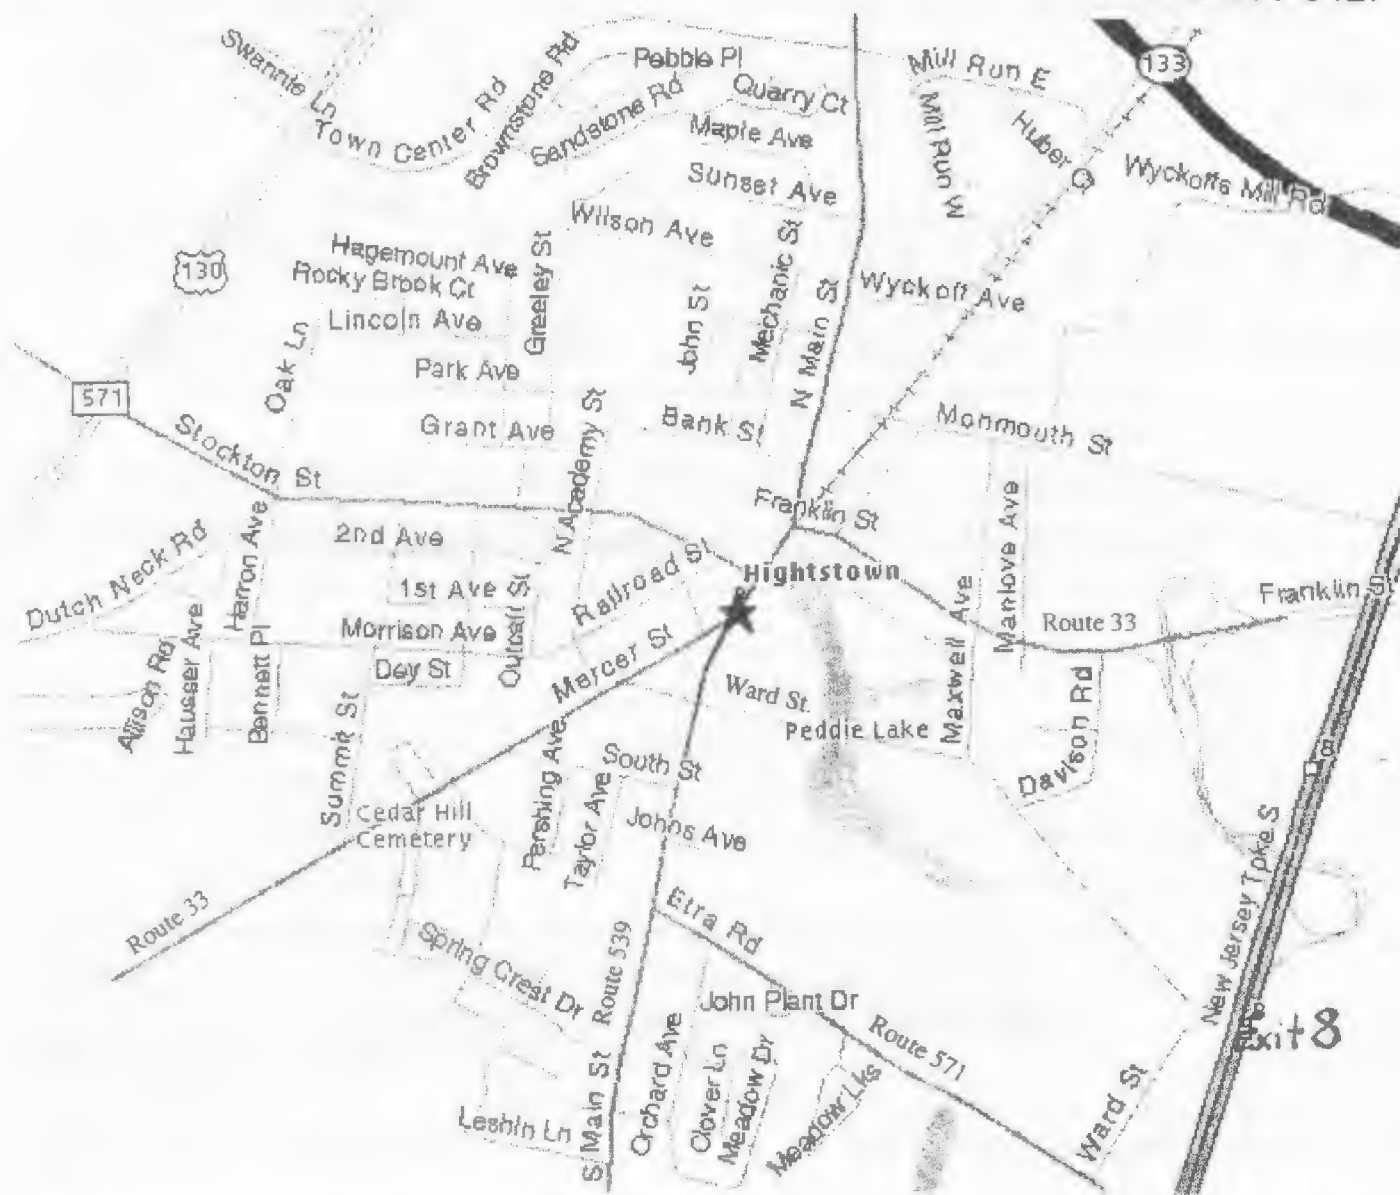 Swannie Ln
Town Center Rd
Brownstone Rd
Pebble Pl
Sandstone Rd
Quarry Ct
Maple Ave
Sunset Ave
Mill Run E
Mill Run W
Huber
133
Wyckoffs Mill Rd
Wilson Ave
130
Hagemount Ave
Rocky Brook Ct
Lincoln Ave
Greeley St
John St
Mechanic St
N Main St
Wyckoff Ave
Oak Ln
Park Ave
571
Grant Ave
N Academy St
Bank St
Monmouth St
Stockton St
Franklin St
Manlove Ave
2nd Ave
Harron Ave
Dutch Neck Rd
1st Ave
Outcalt St
Railroad St
Hightstown
Maxwell Ave
Franklin S
Route 33
Morrison Ave
Dey St
Hausser Ave
Allison Rd
Bennett Pl
Summit St
Mercer St
Ward St.
Peddie Lake
Davison Rd
8
South St
Pershing Ave
Taylor Ave
Johns Ave
Cedar Hill
Cemetery
New Jersey Tpke S
Route 33
Etra Rd
Route 539
Spring Crest Dr
John Plant Dr
Route 571
Exit 8
S Main St
Orchard Ave
Clover Ln
Meadow Dr
Meadow Lks
Leshin Ln
Ward St